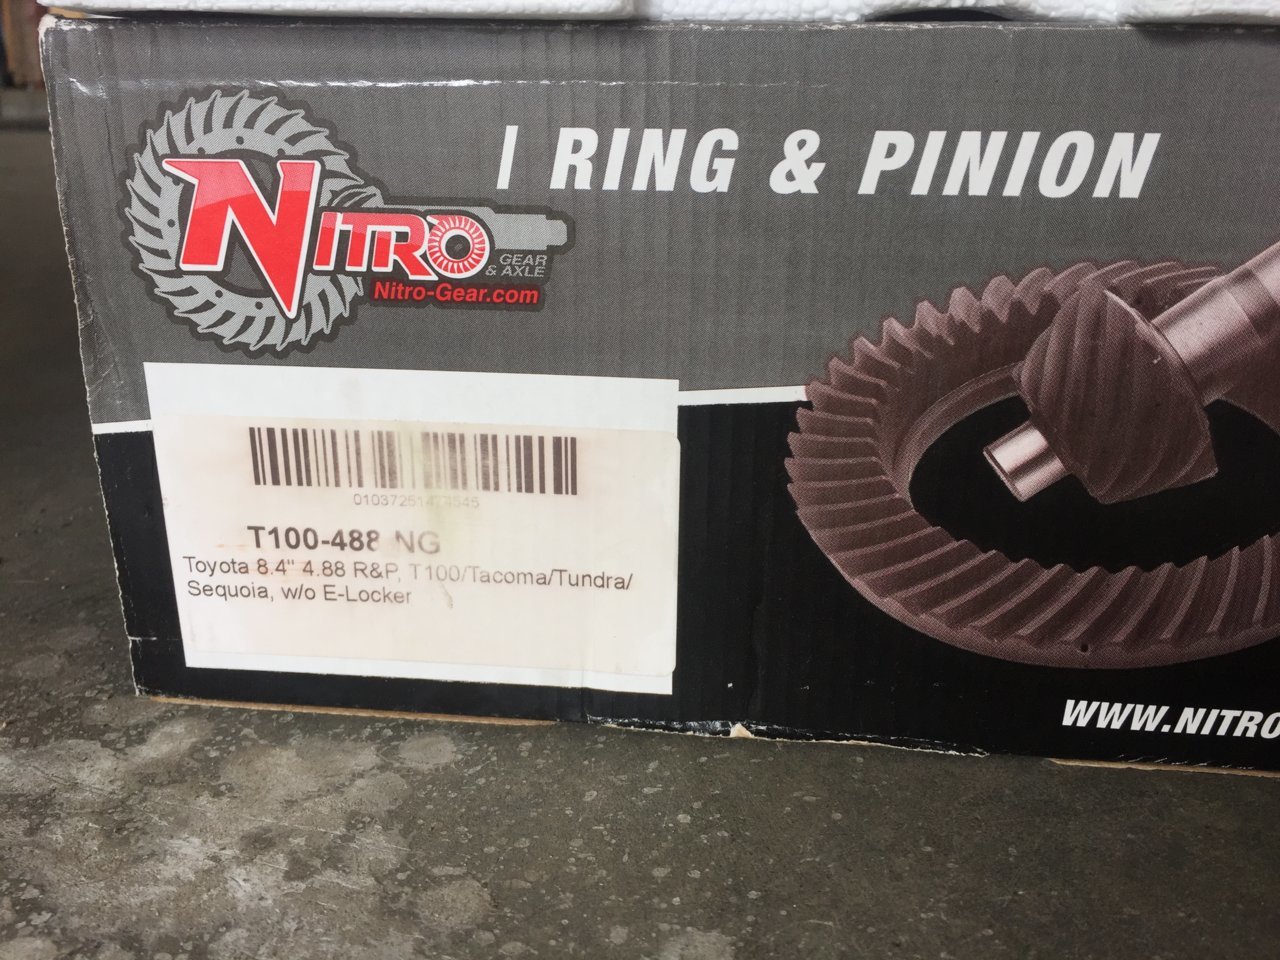 | RING & PINION
NITRO
GEAR
& AXLE
Nitro-Gear.com
T100-488 NG
Toyota 8.4" 4.88 R&P, T100/Tacoma/Tundra/
Sequoia, w/o E-Locker
WWW.NITRO